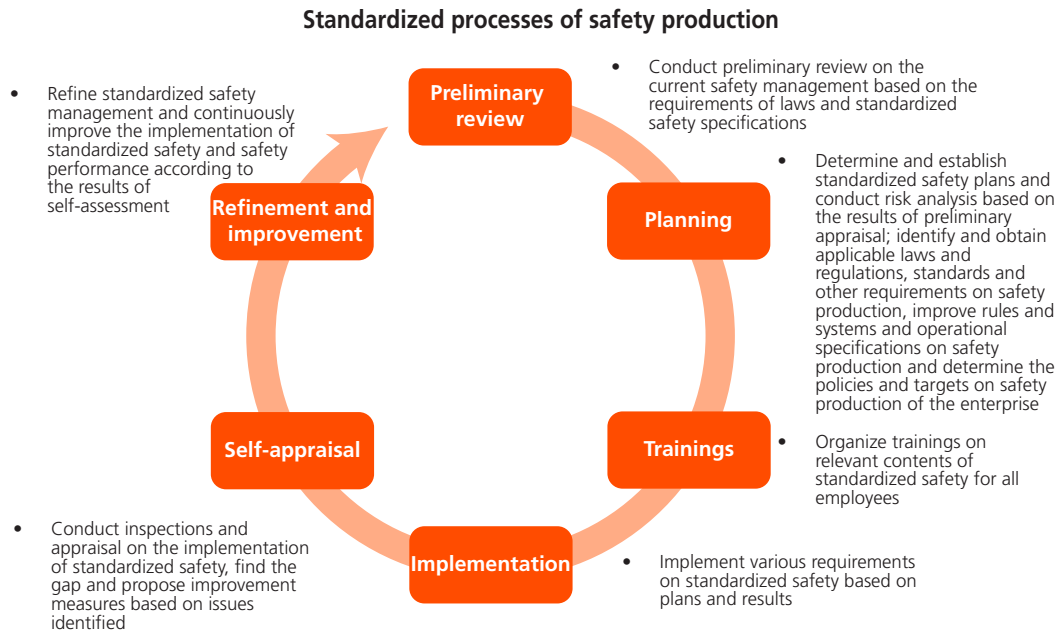 Standardized processes of safety production
Preliminary
review
• Conduct preliminary review on the
current safety management based on the
requirements of laws and standardized
safety specifications
Planning
• Determine and establish
standardized safety plans and
conduct risk analysis based on
the results of preliminary
appraisal; identify and obtain
applicable laws and
regulations, standards and
other requirements on safety
production, improve rules and
systems and operational
specifications on safety
production and determine the
policies and targets on safety
production of the enterprise
Trainings
• Organize trainings on
relevant contents of
standardized safety for all
employees
Implementation
• Implement various requirements
on standardized safety based on
plans and results
Self-appraisal
• Conduct inspections and
appraisal on the implementation
of standardized safety, find the
gap and propose improvement
measures based on issues
identified
Refinement and
improvement
• Refine standardized safety
management and continuously
improve the implementation of
standardized safety and safety
performance according to
the results of
self-assessment